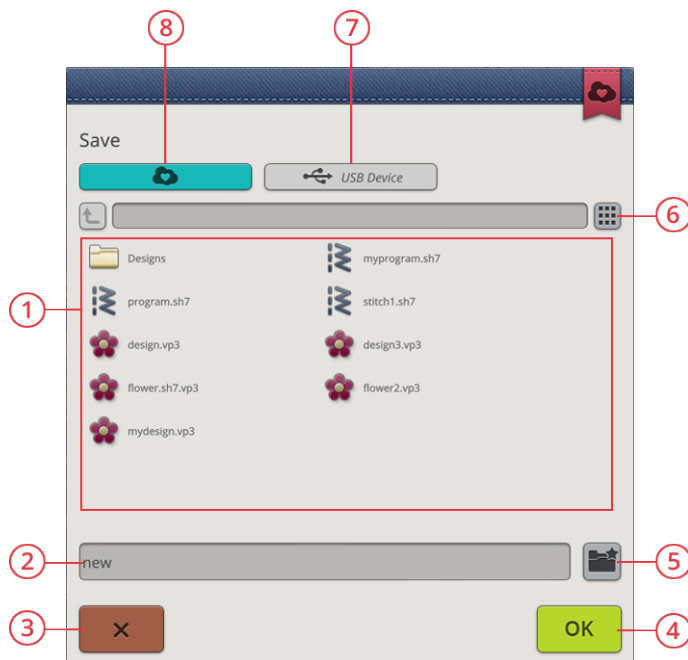 8
7
Save
USB Device
6
Designs
myprogram.sh7
1
program.sh7
stitch1.sh7
design.vp3
design3.vp3
flower.sh7.vp3
flower2.vp3
mydesign.vp3
2
new
5
3
OK
4